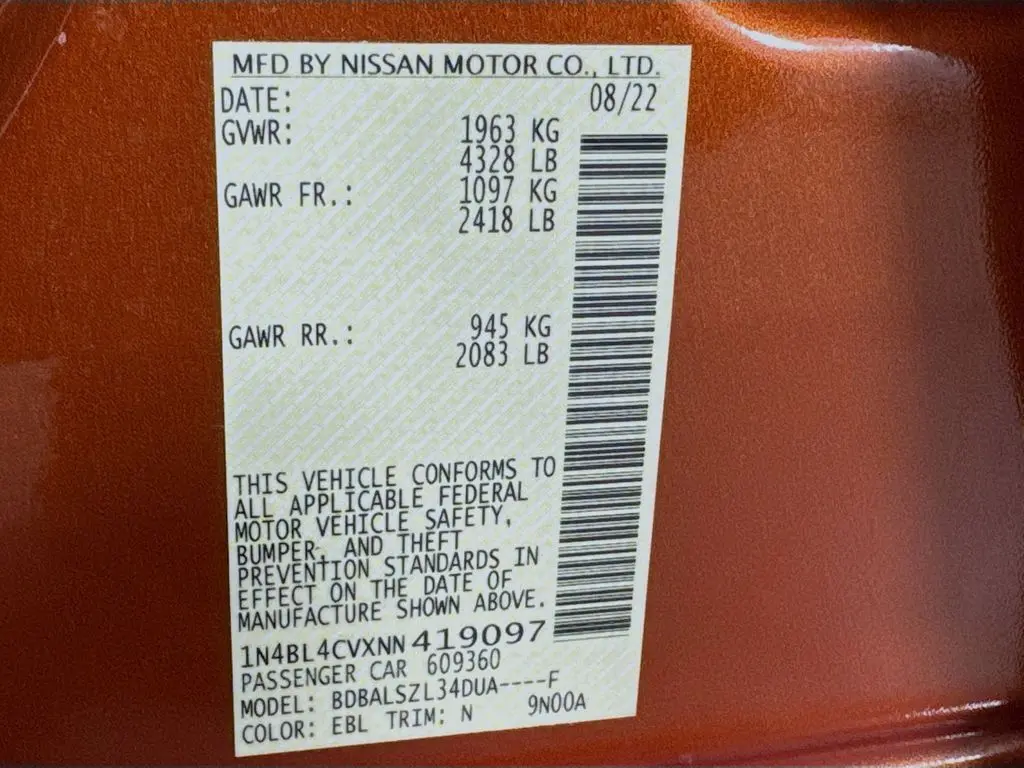 MFD BY NISSAN MOTOR CO., LTD.
DATE: 08/22
GVWR: 1963 KG
4328 LB
GAWR FR.: 1097 KG
2418 LB
GAWR RR.: 945 KG
2083 LB
THIS VEHICLE CONFORMS TO
ALL APPLICABLE FEDERAL
MOTOR VEHICLE SAFETY,
BUMPER, AND THEFT
PREVENTION STANDARDS IN
EFFECT ON THE DATE OF
MANUFACTURE SHOWN ABOVE.
1N4BL4CVXNN419097
PASSENGER CAR 609360
MODEL: BDBALSZL34DUA----F
COLOR: EBL TRIM: N 9N00A